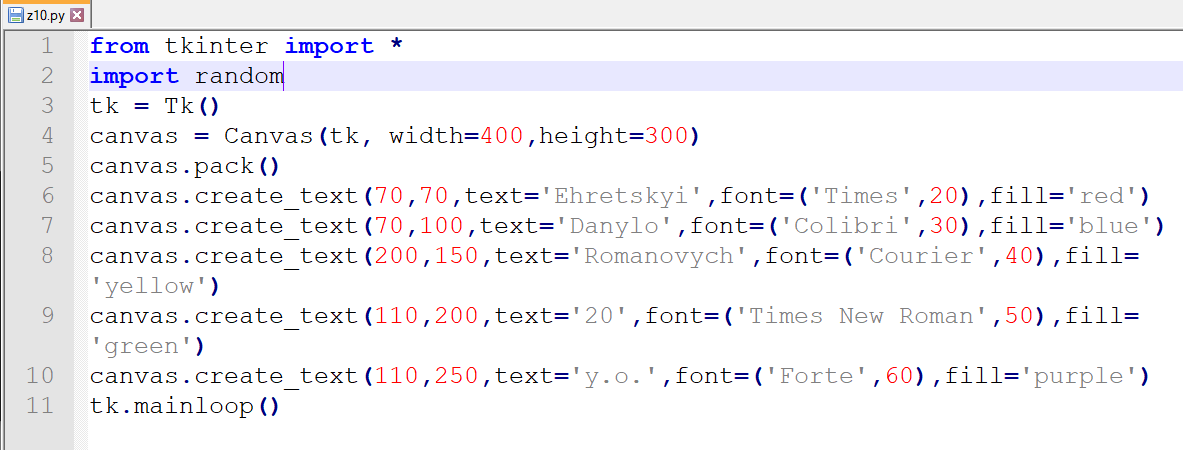 z10.py
1 from tkinter import *
2 import random
3 tk = Tk()
4 canvas = Canvas(tk, width=400,height=300)
5 canvas.pack()
6 canvas.create_text(70,70,text='Ehretskyi',font=('Times',20),fill='red')
7 canvas.create_text(70,100,text='Danylo',font=('Colibri',30),fill='blue')
8 canvas.create_text(200,150,text='Romanovych',font=('Courier',40),fill=
'yellow')
9 canvas.create_text(110,200,text='20',font=('Times New Roman',50),fill=
'green')
10 canvas.create_text(110,250,text='y.o.',font=('Forte',60),fill='purple')
11 tk.mainloop()